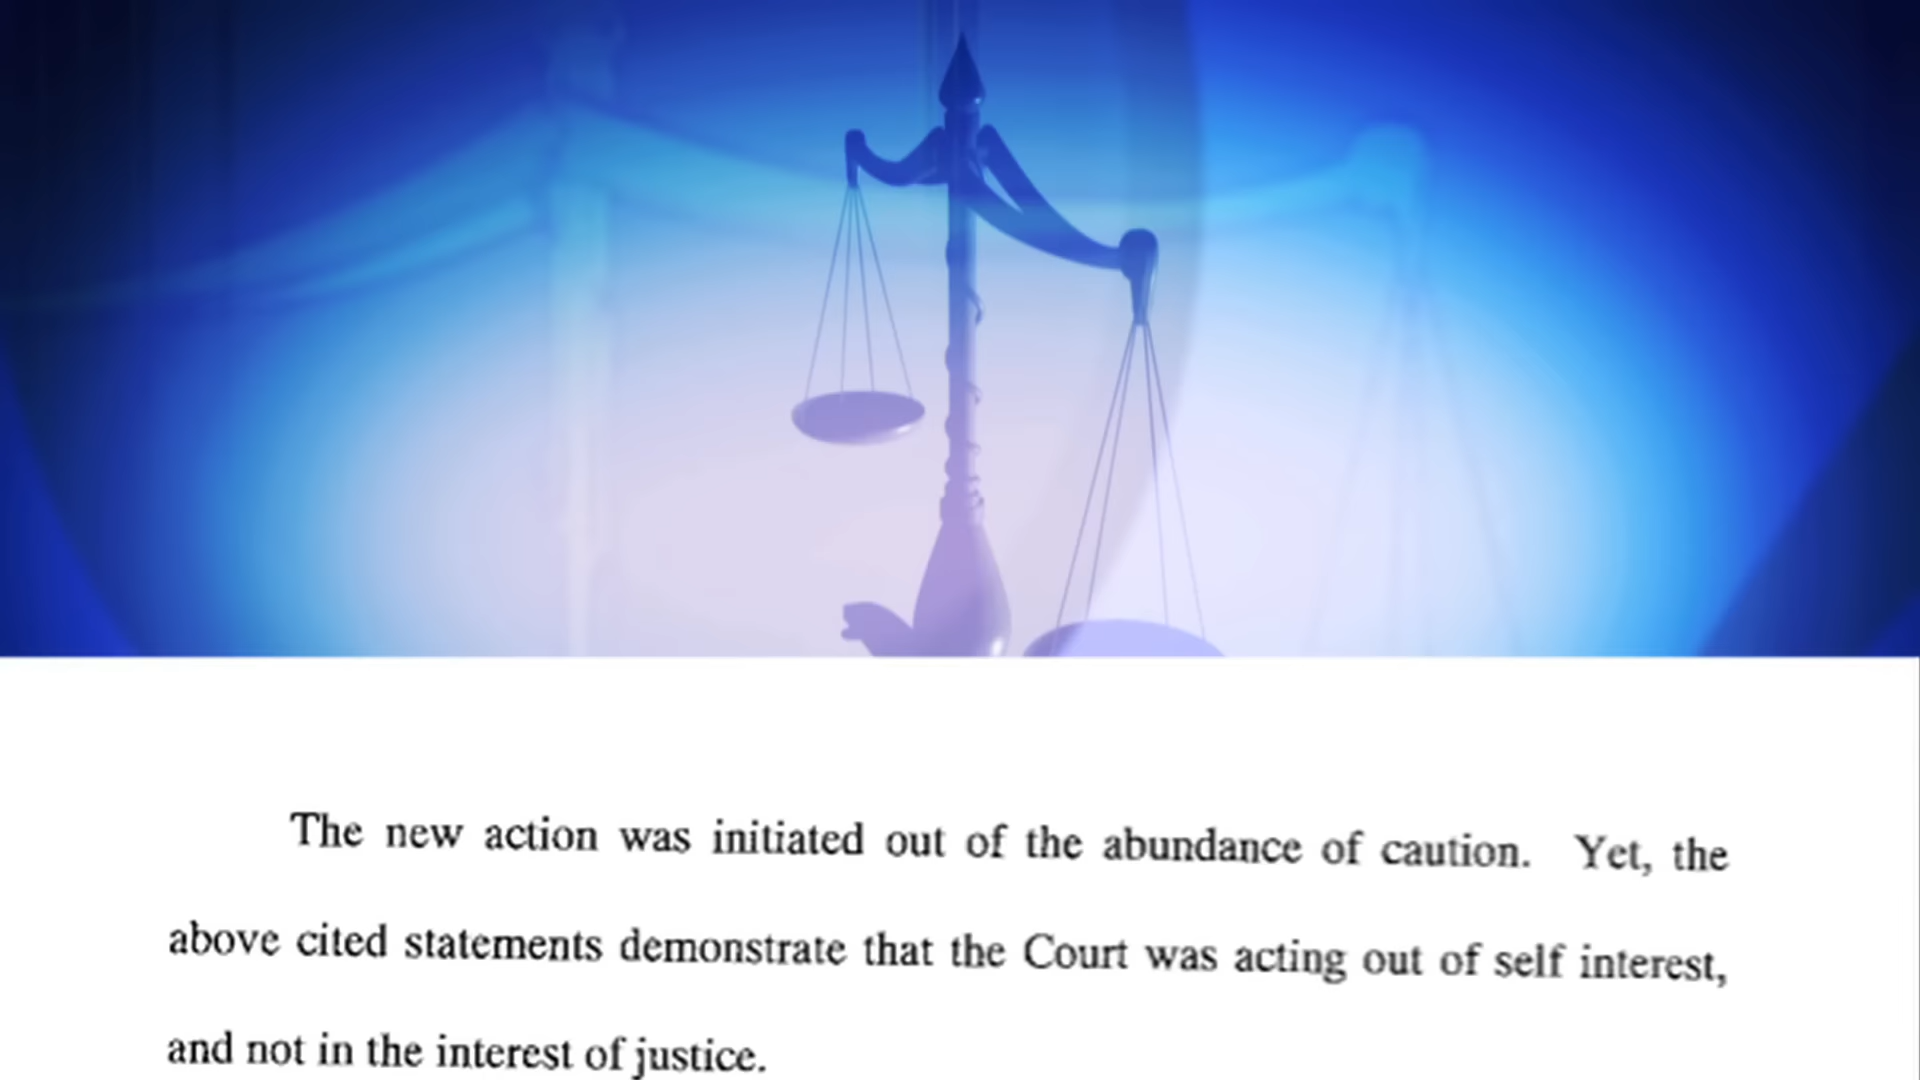 The new action was initiated out of the abundance of caution. Yet, the
above cited statements demonstrate that the Court was acting out of self interest,
and not in the interest of justice.